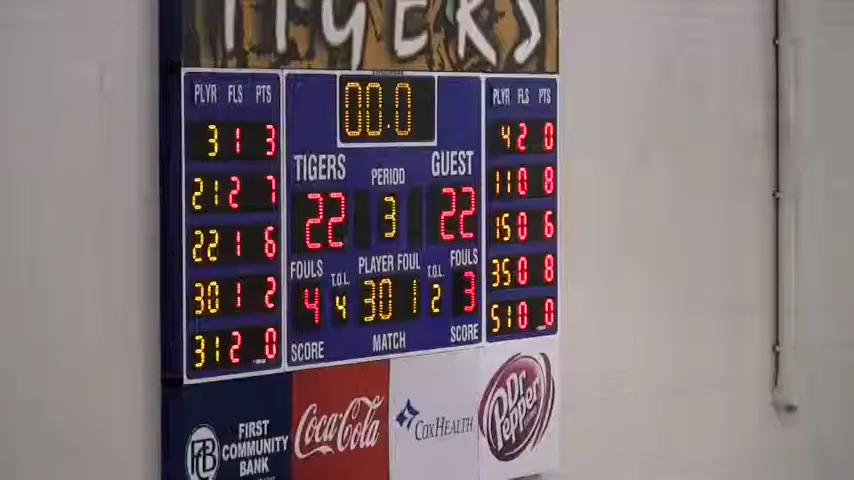 TIGERS
PLYR FLS PTS
00.0
PLYR FLS PTS
3 1 3
4 2 0
TIGERS
PERIOD
GUEST
21 2 7
11 0 8
22
3
22
22 1 6
15 0 6
FOULS
T.O.L
PLAYER FOUL
T.O.L
FOULS
30 1 2
35 0 8
4
4
30 1
2
3
31 2 0
51 0 0
SCORE
MATCH
SCORE
FCB
FIRST
COMMUNITY
BANK
Coca-Cola
COXHEALTH
Dr Pepper